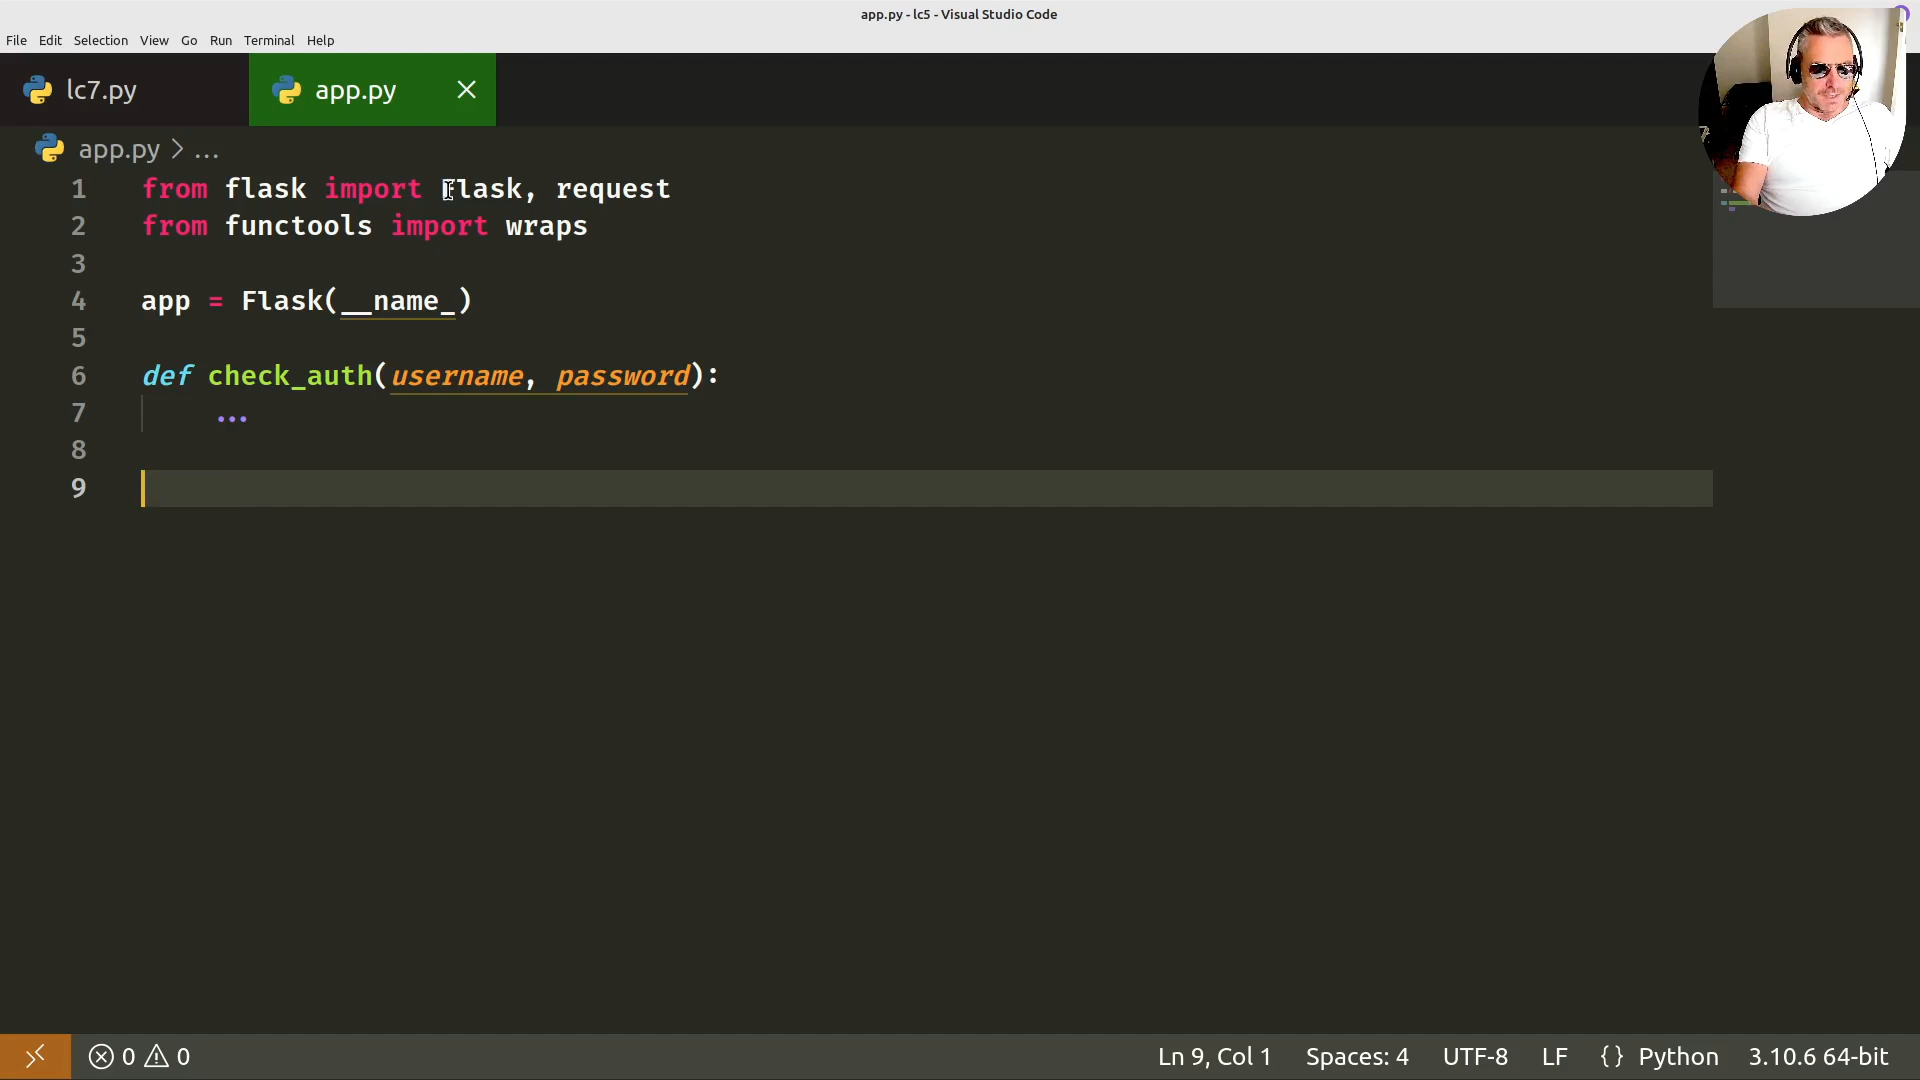 app.py - lc5 - Visual Studio Code
File Edit Selection View Go Run Terminal Help
lc7.py app.py
app.py > ...
1 from flask import Flask, request
2 from functools import wraps
3
4 app = Flask(__name_)
5
6 def check_auth(username, password):
7 ...
8
9
0 0 Ln 9, Col 1 Spaces: 4 UTF-8 LF {} Python 3.10.6 64-bit